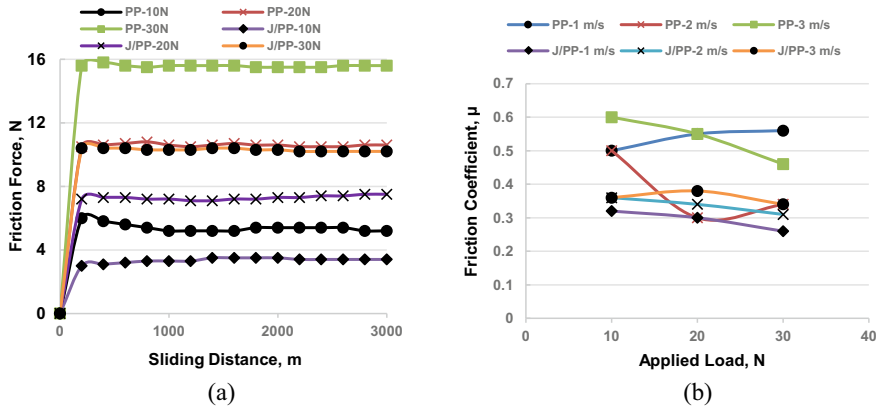 PP-10N PP-20N
PP-30N J/PP-10N
J/PP-20N J/PP-30N
16
12
8
4
0
Friction Force, N
0 1000 2000 3000
Sliding Distance, m
(a)
PP-1 m/s PP-2 m/s PP-3 m/s
J/PP-1 m/s J/PP-2 m/s J/PP-3 m/s
0.7
0.6
0.5
0.4
0.3
0.2
0.1
0
Friction Coefficient, μ
0 10 20 30 40
Applied Load, N
(b)